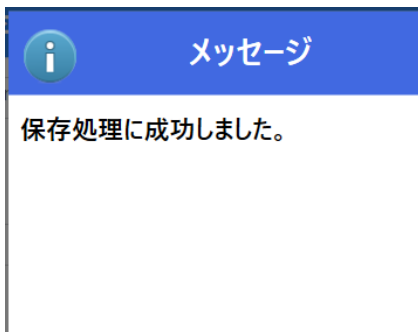 メッセージ
保存処理に成功しました。